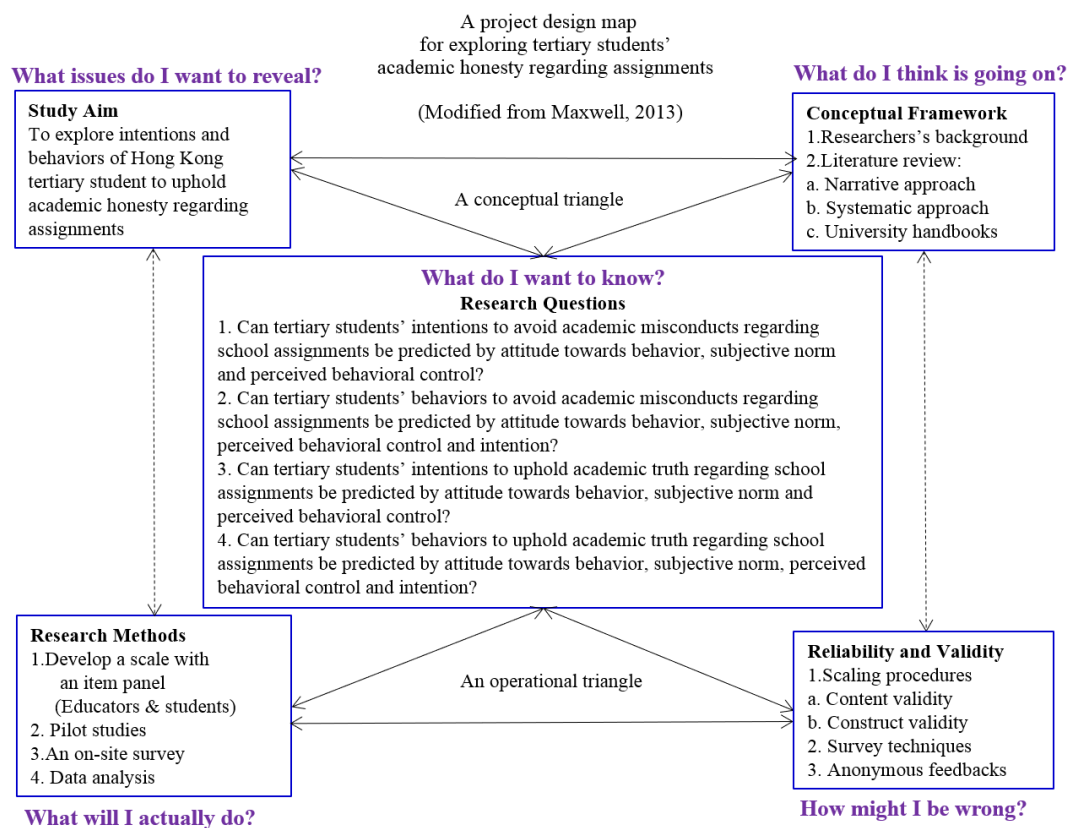 A project design map
for exploring tertiary students'
academic honesty regarding assignments
(Modified from Maxwell, 2013)
What issues do I want to reveal?
Study Aim
To explore intentions and
behaviors of Hong Kong
tertiary student to uphold
academic honesty regarding
assignments
What do I think is going on?
Conceptual Framework
1.Researchers's background
2.Literature review:
a. Narrative approach
b. Systematic approach
c. University handbooks
A conceptual triangle
What do I want to know?
Research Questions
1. Can tertiary students' intentions to avoid academic misconducts regarding
school assignments be predicted by attitude towards behavior, subjective norm
and perceived behavioral control?
2. Can tertiary students' behaviors to avoid academic misconducts regarding
school assignments be predicted by attitude towards behavior, subjective norm,
perceived behavioral control and intention?
3. Can tertiary students' intentions to uphold academic truth regarding school
assignments be predicted by attitude towards behavior, subjective norm and
perceived behavioral control?
4. Can tertiary students' behaviors to uphold academic truth regarding school
assignments be predicted by attitude towards behavior, subjective norm, perceived
behavioral control and intention?
Research Methods
1.Develop a scale with
an item panel
(Educators & students)
2. Pilot studies
3.An on-site survey
4. Data analysis
What will I actually do?
An operational triangle
Reliability and Validity
1.Scaling procedures
a. Content validity
b. Construct validity
2. Survey techniques
3. Anonymous feedbacks
How might I be wrong?